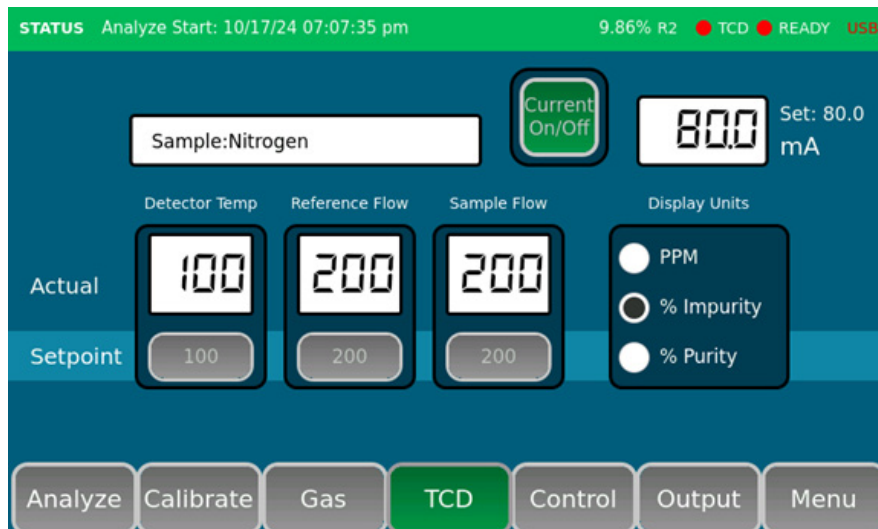 STATUS Analyze Start: 10/17/24 07:07:35 pm 9.86% R2 TCD READY USB
Current
On/Off
80.0
Set: 80.0
mA
Sample:Nitrogen
Detector Temp Reference Flow Sample Flow Display Units
Actual 100 200 200
PPM
% Impurity
Setpoint 100 200 200
% Purity
Analyze Calibrate Gas TCD Control Output Menu